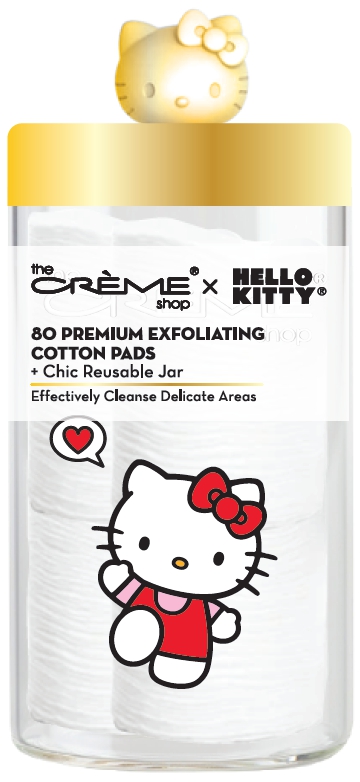 the
CRÈME® x HELLO
shop KITTY®
80 PREMIUM EXFOLIATING
COTTON PADS
+ Chic Reusable Jar
Effectively Cleanse Delicate Areas